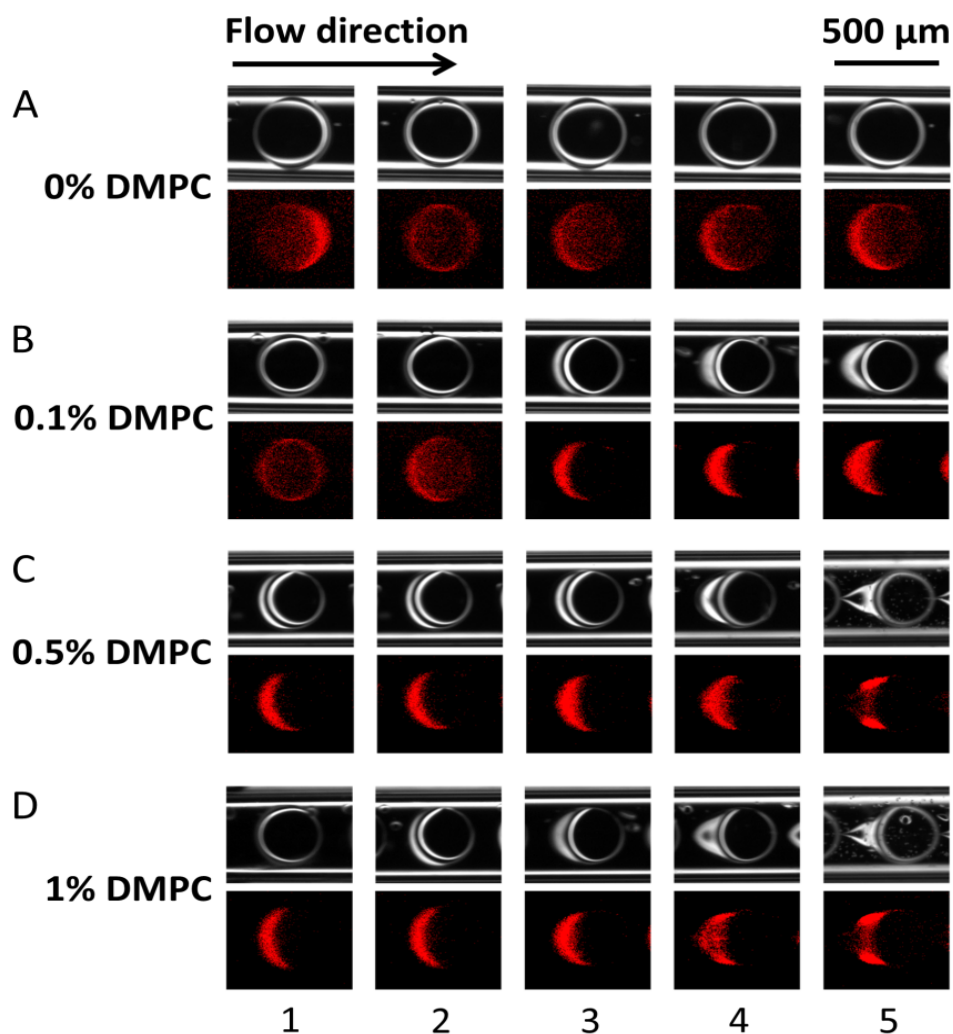 Flow direction 500 µm
A
0% DMPC
B
0.1% DMPC
C
0.5% DMPC
D
1% DMPC
1 2 3 4 5